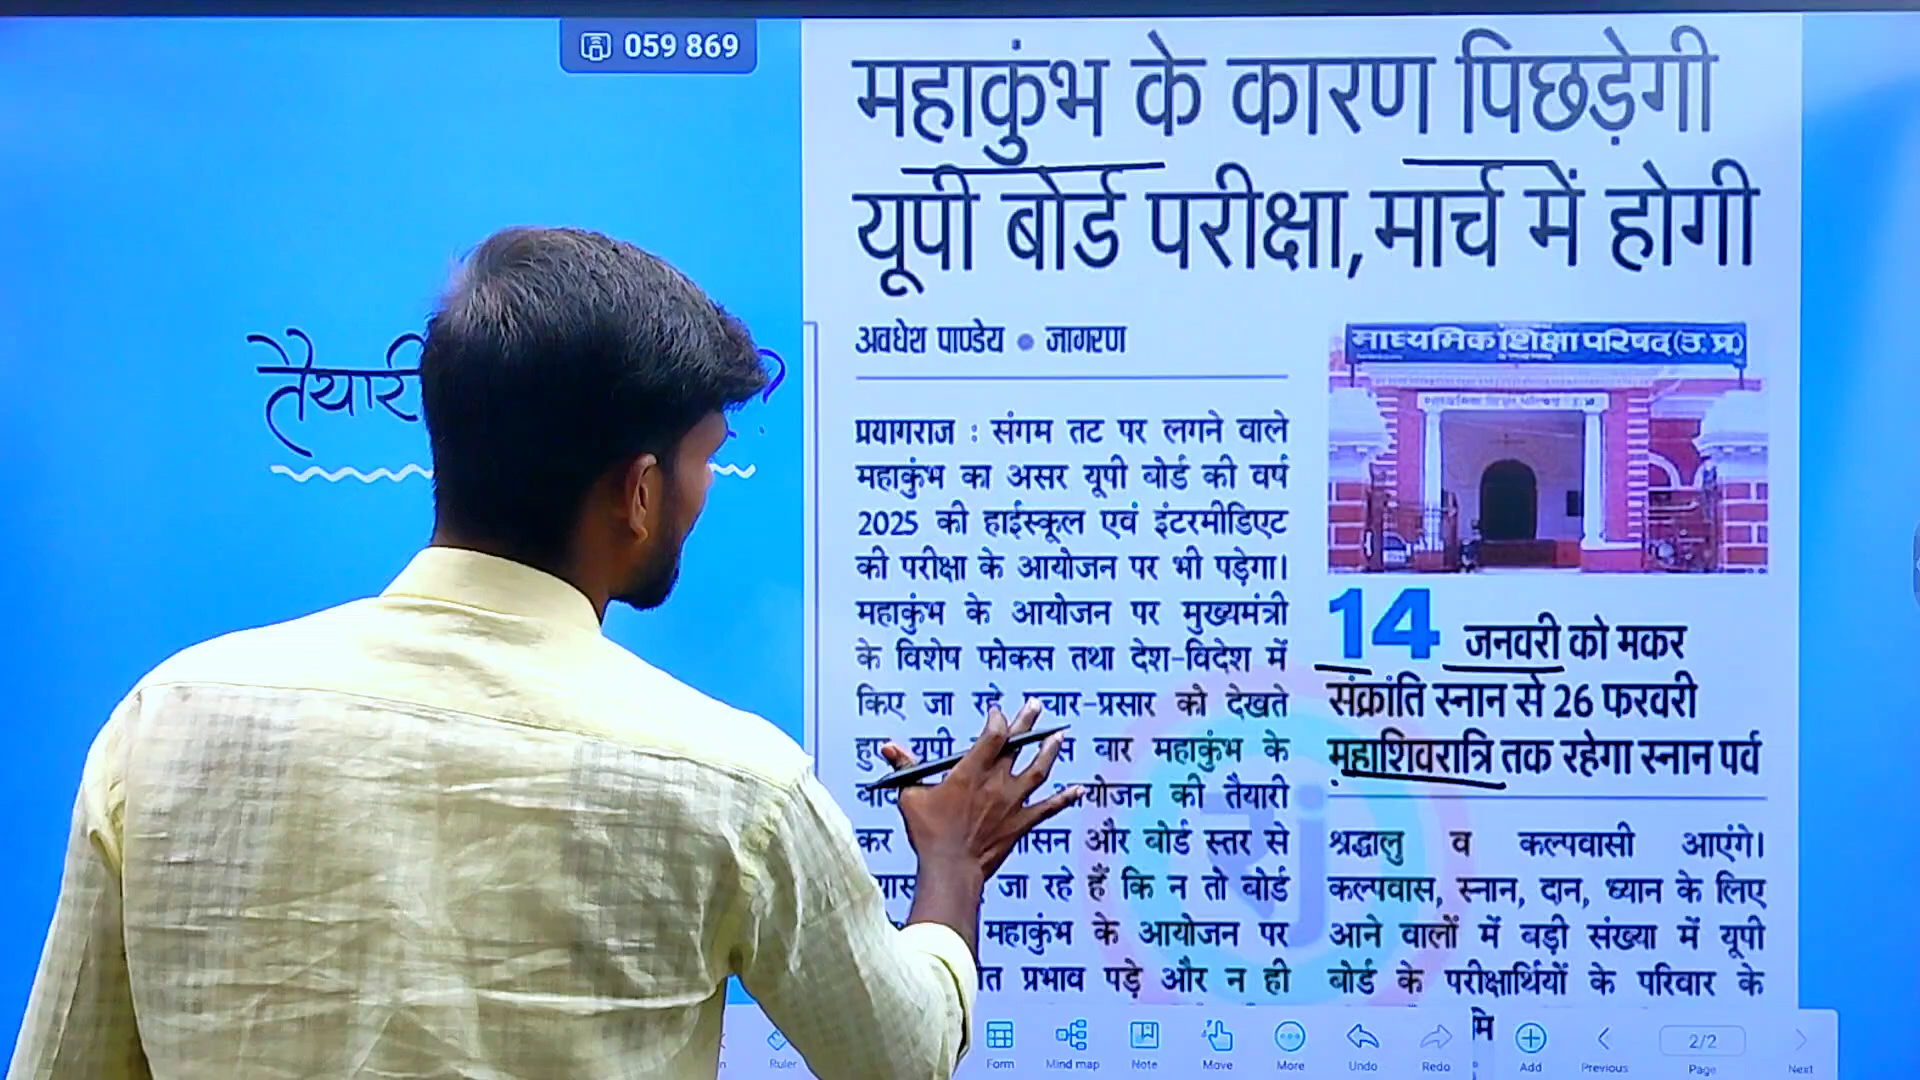 059 869
महाकुंभ के कारण पिछड़ेगी
यूपी बोर्ड परीक्षा, मार्च में होगी
तैयारी
?
अवधेश पाण्डेय • जागरण
प्रयागराज : संगम तट पर लगने वाले
महाकुंभ का असर यूपी बोर्ड की वर्ष
2025 की हाईस्कूल एवं इंटरमीडिएट
की परीक्षा के आयोजन पर भी पड़ेगा।
महाकुंभ के आयोजन पर मुख्यमंत्री
के विशेष फोकस तथा देश-विदेश में
किए जा रहे प्रचार-प्रसार को देखते
हुए यूपी बार महाकुंभ के
बाद आयोजन की तैयारी
कर और बोर्ड स्तर से
जा रहे हैं कि न तो बोर्ड
महाकुंभ के आयोजन पर
प्रभाव पड़े और न ही
माध्यमिक शिक्षा परिषद (उ. प्र.)
14 जनवरी को मकर
संक्रांति स्नान से 26 फरवरी
महाशिवरात्रि तक रहेगा स्नान पर्व
श्रद्धालु व कल्पवासी आएंगे।
कल्पवास, स्नान, दान, ध्यान के लिए
आने वालों में बड़ी संख्या में यूपी
बोर्ड के परीक्षार्थियों के परिवार के
Ruler Form Mind map Note Move More Undo Redo Add Previous 2/2 Page Next